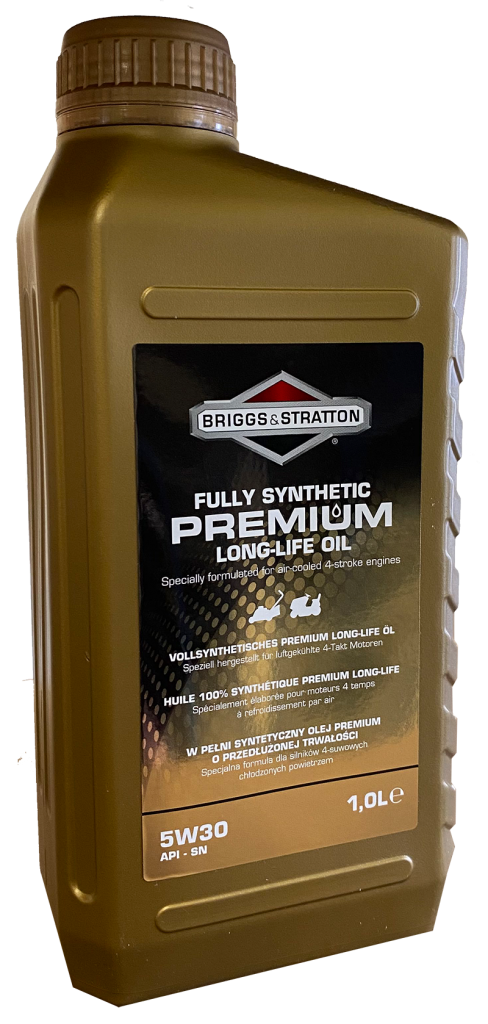 BRIGGS&STRATTON
®
FULLY SYNTHETIC
PREMIUM
LONG-LIFE OIL
Specially formulated for air-cooled 4-stroke engines
VOLLSYNTHETISCHES PREMIUM LONG-LIFE ÖL
Speziell hergestellt für luftgekühlte 4-Takt Motoren
HUILE 100% SYNTHÉTIQUE PREMIUM LONG-LIFE
Spécialement élaborée pour moteurs 4 temps
à refroidissement par air
W PEŁNI SYNTETYCZNY OLEJ PREMIUM
O PRZEDŁUŻONEJ TRWAŁOŚCI
Specjalna formuła dla silników 4-suwowych
chłodzonych powietrzem
1,0L℮
5W30
API - SN